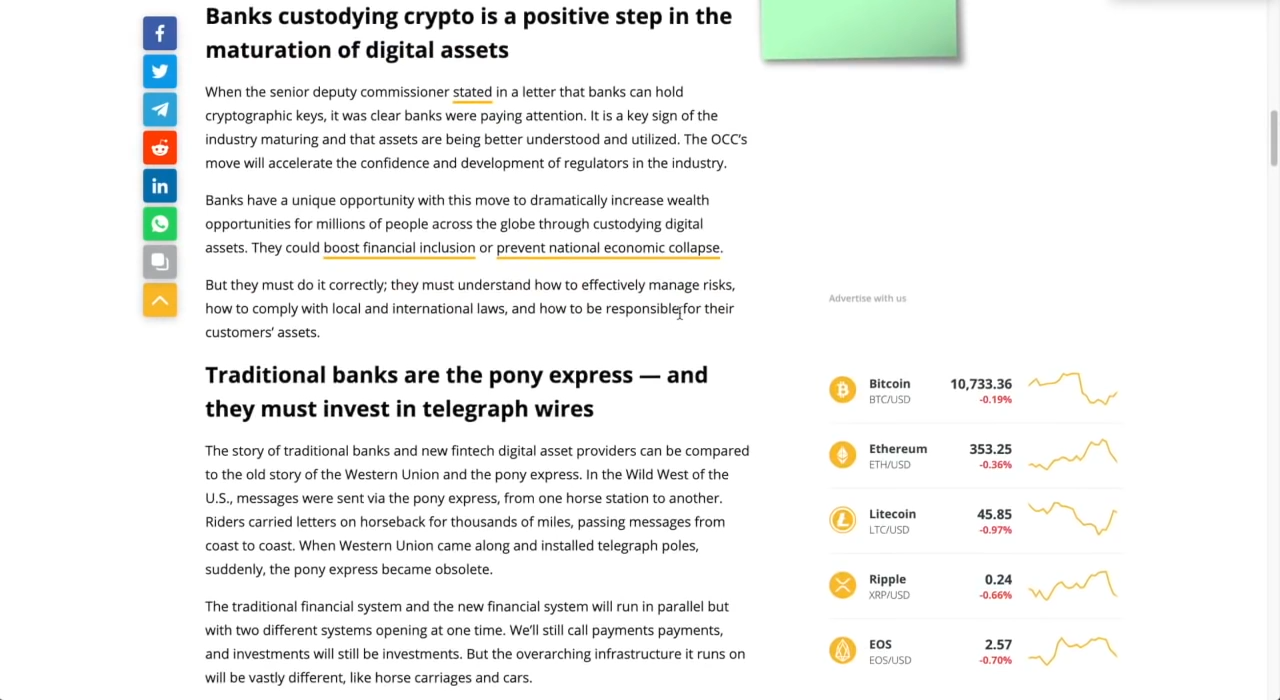 Banks custodying crypto is a positive step in the
maturation of digital assets
When the senior deputy commissioner stated in a letter that banks can hold
cryptographic keys, it was clear banks were paying attention. It is a key sign of the
industry maturing and that assets are being better understood and utilized. The OCC’s
move will accelerate the confidence and development of regulators in the industry.
Banks have a unique opportunity with this move to dramatically increase wealth
opportunities for millions of people across the globe through custodying digital
assets. They could boost financial inclusion or prevent national economic collapse.
But they must do it correctly; they must understand how to effectively manage risks,
how to comply with local and international laws, and how to be responsible for their
customers’ assets.
Traditional banks are the pony express — and
they must invest in telegraph wires
The story of traditional banks and new fintech digital asset providers can be compared
to the old story of the Western Union and the pony express. In the Wild West of the
U.S., messages were sent via the pony express, from one horse station to another.
Riders carried letters on horseback for thousands of miles, passing messages from
coast to coast. When Western Union came along and installed telegraph poles,
suddenly, the pony express became obsolete.
The traditional financial system and the new financial system will run in parallel but
with two different systems opening at one time. We’ll still call payments payments,
and investments will still be investments. But the overarching infrastructure it runs on
will be vastly different, like horse carriages and cars.
Advertise with us
Bitcoin 10,733.36
BTC/USD -0.19%
Ethereum 353.25
ETH/USD -0.36%
Litecoin 45.85
LTC/USD -0.97%
Ripple 0.24
XRP/USD -0.66%
EOS 2.57
EOS/USD -0.70%